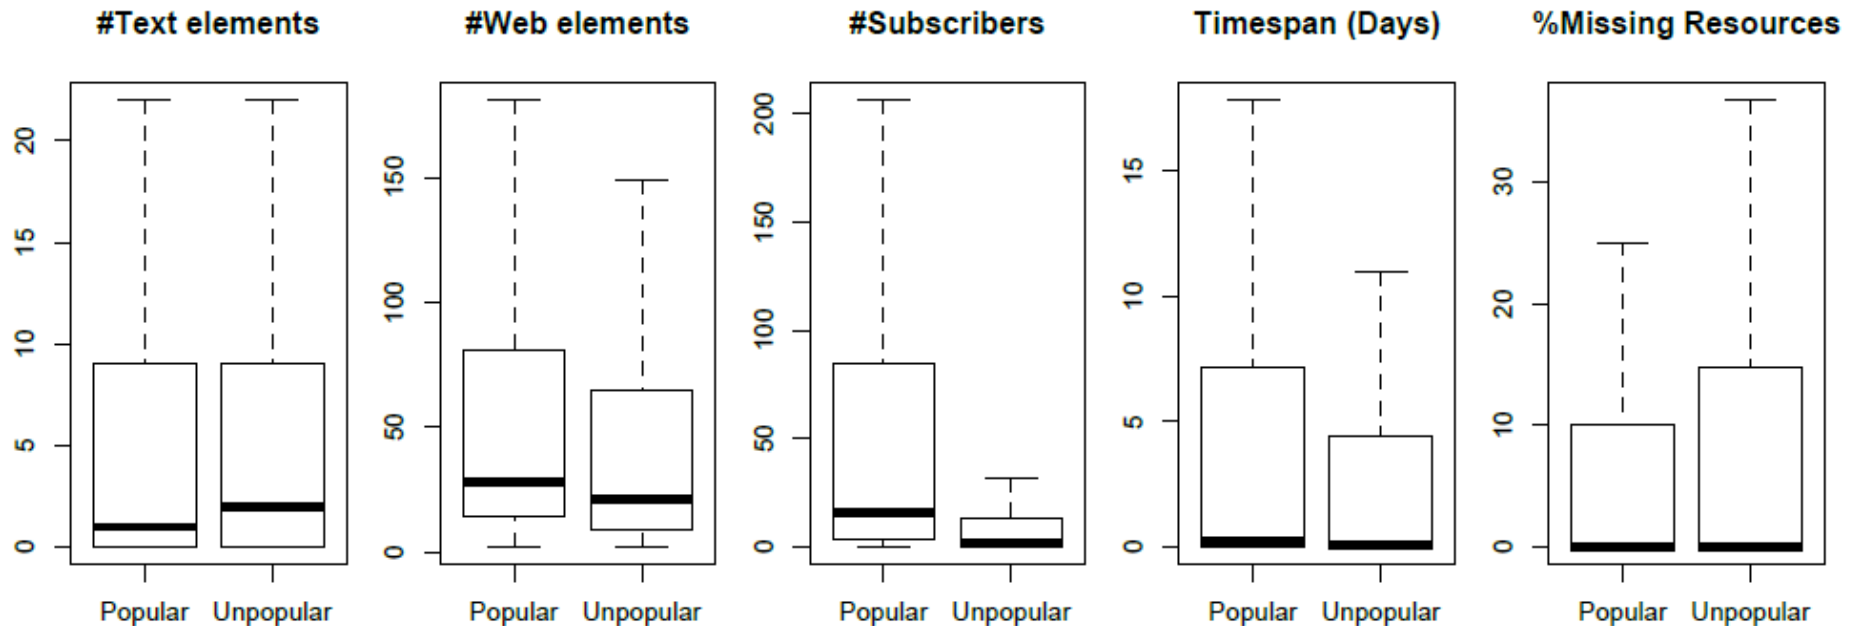 #Text elements
20
15
10
5
0
Popular Unpopular
#Web elements
150
100
50
0
Popular Unpopular
#Subscribers
200
150
100
50
0
Popular Unpopular
Timespan (Days)
15
10
5
0
Popular Unpopular
%Missing Resources
30
20
10
0
Popular Unpopular